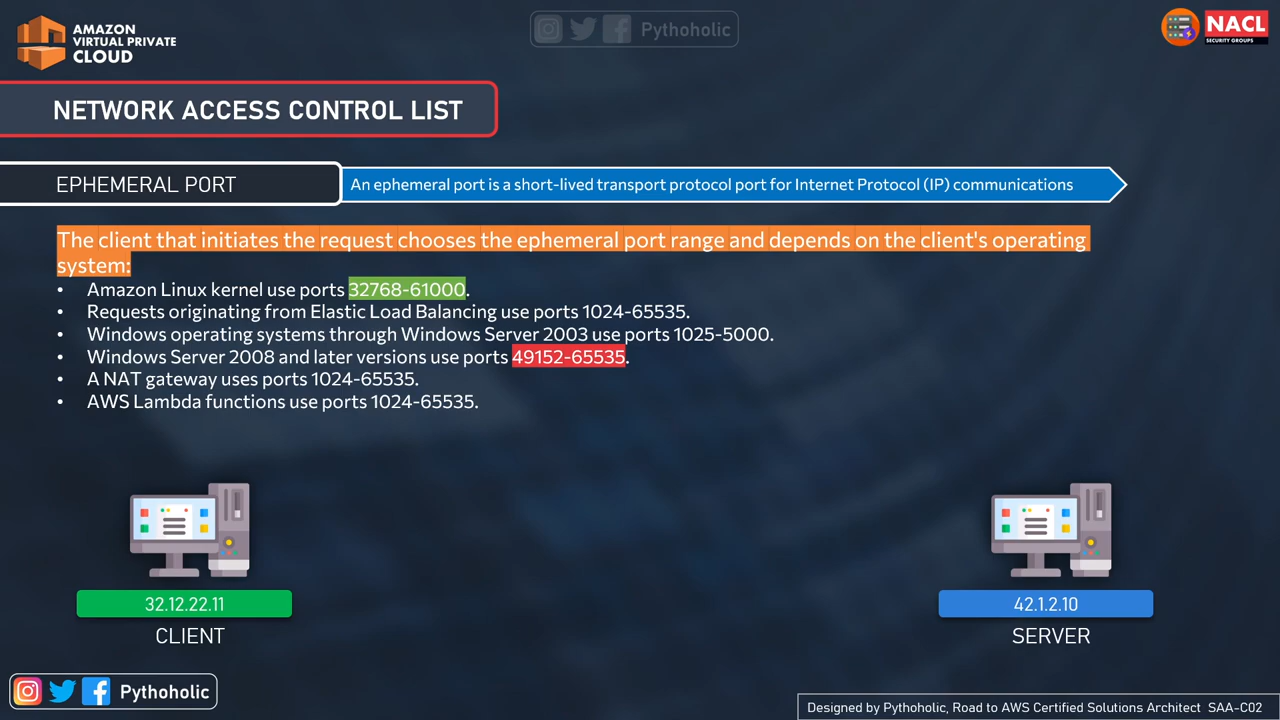 AMAZON
VIRTUAL PRIVATE
CLOUD
Pythoholic
NACL
SECURITY GROUPS
NETWORK ACCESS CONTROL LIST
EPHEMERAL PORT
An ephemeral port is a short-lived transport protocol port for Internet Protocol (IP) communications
The client that initiates the request chooses the ephemeral port range and depends on the client's operating
system:
• Amazon Linux kernel use ports 32768-61000.
• Requests originating from Elastic Load Balancing use ports 1024-65535.
• Windows operating systems through Windows Server 2003 use ports 1025-5000.
• Windows Server 2008 and later versions use ports 49152-65535.
• A NAT gateway uses ports 1024-65535.
• AWS Lambda functions use ports 1024-65535.
32.12.22.11
CLIENT
42.1.2.10
SERVER
Pythoholic
Designed by Pythoholic, Road to AWS Certified Solutions Architect SAA-C02